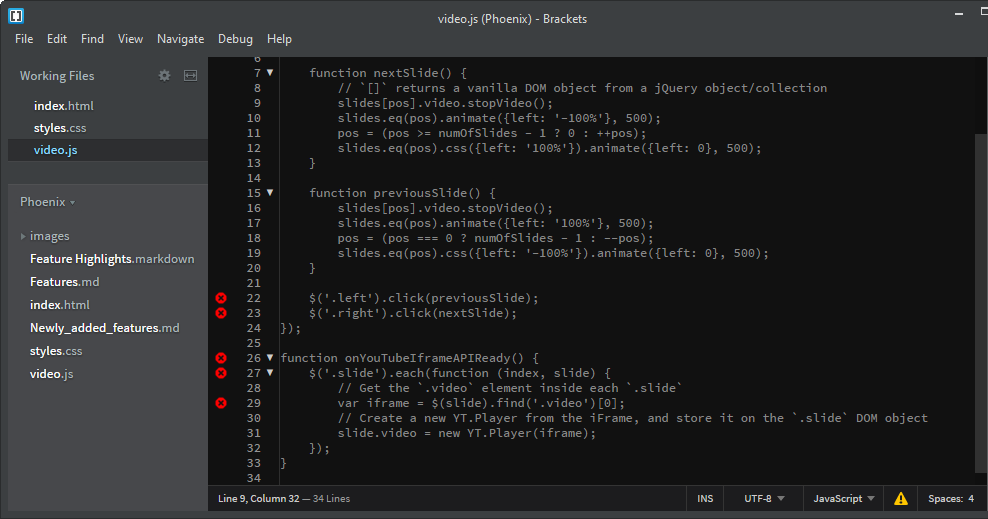 video.js (Phoenix) - Brackets
File Edit Find View Navigate Debug Help
Working Files
index.html
styles.css
video.js
Phoenix
images
Feature Highlights.markdown
Features.md
index.html
Newly_added_features.md
styles.css
video.js
6
7 function nextSlide() {
8 // `[]` returns a vanilla DOM object from a jQuery object/collection
9 slides[pos].video.stopVideo();
10 slides.eq(pos).animate({left: '-100%'}, 500);
11 pos = (pos >= numOfSlides - 1 ? 0 : ++pos);
12 slides.eq(pos).css({left: '100%'}).animate({left: 0}, 500);
13 }
14
15 function previousSlide() {
16 slides[pos].video.stopVideo();
17 slides.eq(pos).animate({left: '100%'}, 500);
18 pos = (pos === 0 ? numOfSlides - 1 : --pos);
19 slides.eq(pos).css({left: '-100%'}).animate({left: 0}, 500);
20 }
21
22 $('.left').click(previousSlide);
23 $('.right').click(nextSlide);
24 });
25
26 function onYouTubeIframeAPIReady() {
27 $('.slide').each(function (index, slide) {
28 // Get the `.video` element inside each `.slide`
29 var iframe = $(slide).find('.video')[0];
30 // Create a new YT.Player from the iFrame, and store it on the `.slide` DOM object
31 slide.video = new YT.Player(iframe);
32 });
33 }
34
Line 9, Column 32 — 34 Lines INS UTF-8 JavaScript Spaces: 4